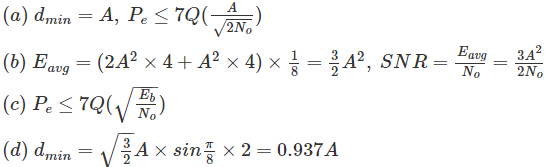 (a) d_min = A, P_e ≤ 7Q(A/√(2N_o))
(b) E_avg = (2A² × 4 + A² × 4) × 1/8 = 3/2 A², SNR = E_avg/N_o = 3A²/2N_o
(c) P_e ≤ 7Q(√(E_b/N_o))
(d) d_min = √(3/2) A × sin π/8 × 2 = 0.937A